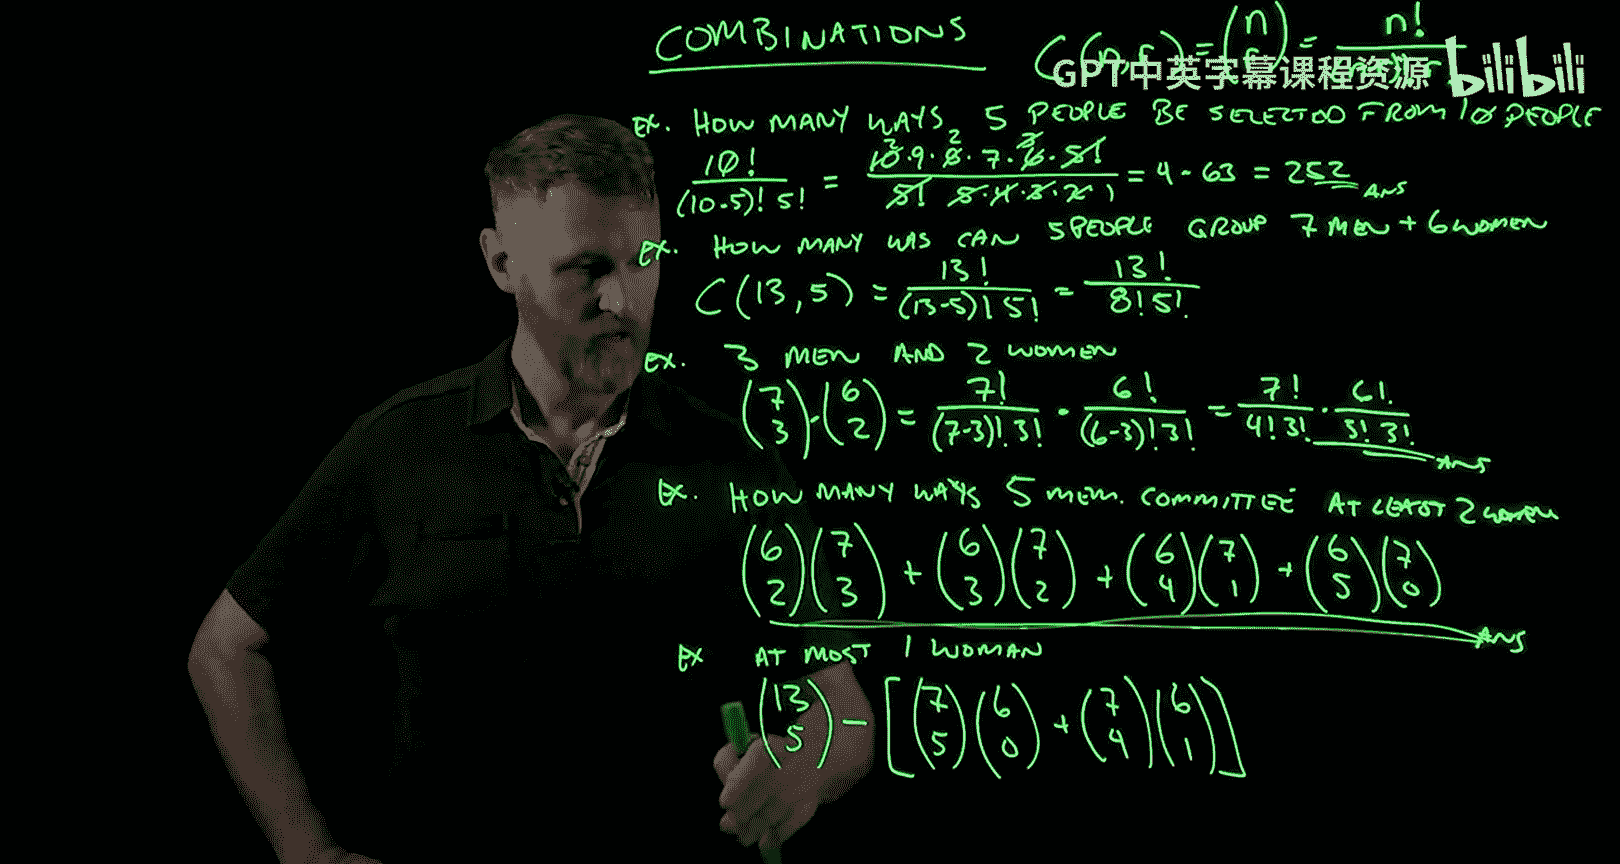 COMBINATIONS
C(n,r) = (n r) = n!
GPT中英字幕课程资源 bilibili
EX. HOW MANY WAYS 5 PEOPLE BE SELECTED FROM 10 PEOPLE
10! / (10-5)! 5! = 10·9·8·7·6·5! / 5! 5·4·3·2·1 = 4·63 = 252 ANS
EX. HOW MANY WAS CAN 5 PEOPLE GROUP 7 MEN + 6 WOMEN
C(13,5) = 13! / (13-5)! 5! = 13! / 8! 5!
EX. 3 MEN AND 2 WOMEN
(7 3)·(6 2) = 7! / (7-3)! 3! · 6! / (6-3)! 3! = 7! / 4! 3! · 6! / 3! 3! ANS
EX. HOW MANY WAYS 5 MEM. COMMITTEE AT LEAST 2 WOMEN
(6 2)(7 3) + (6 3)(7 2) + (6 4)(7 1) + (6 5)(7 0)
ANS
EX AT MOST 1 WOMAN
(13 5) - [(7 5)(6 0) + (7 4)(6 1)]